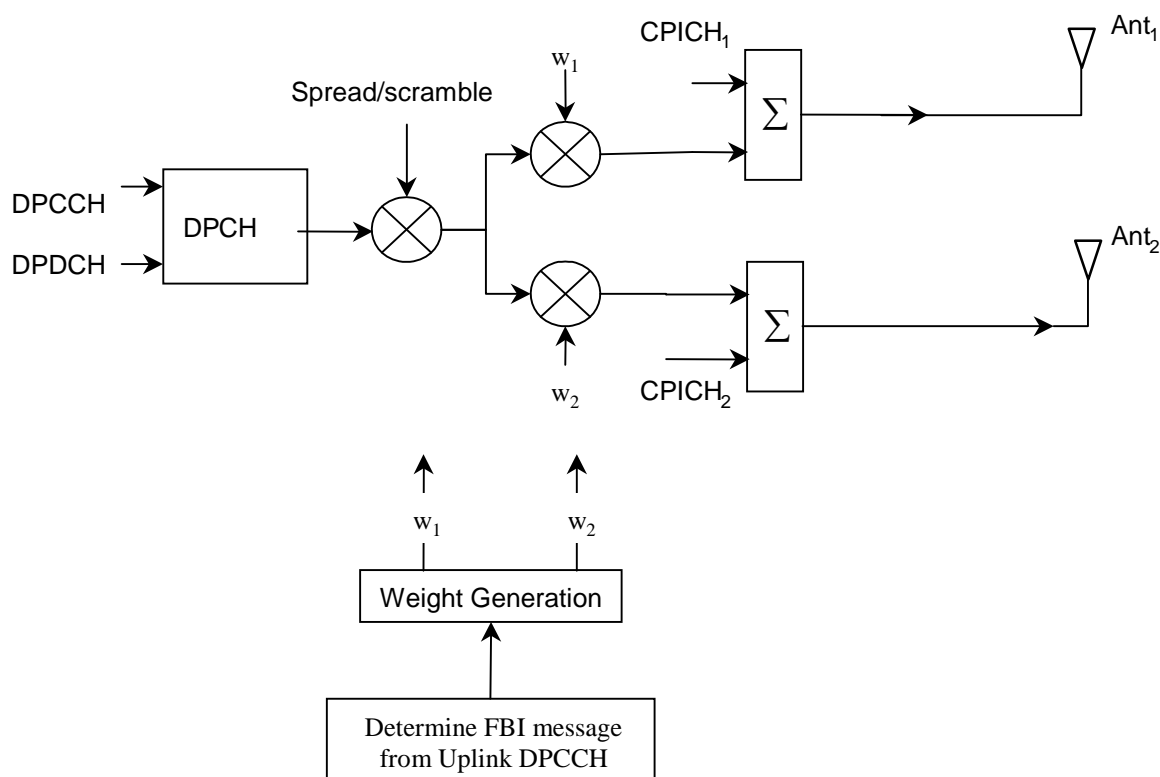 CPICH1
Ant1
w1
Spread/scramble
Σ
DPCCH
DPCH
DPDCH
Ant2
Σ
w2
CPICH2
w1
w2
Weight Generation
Determine FBI message
from Uplink DPCCH